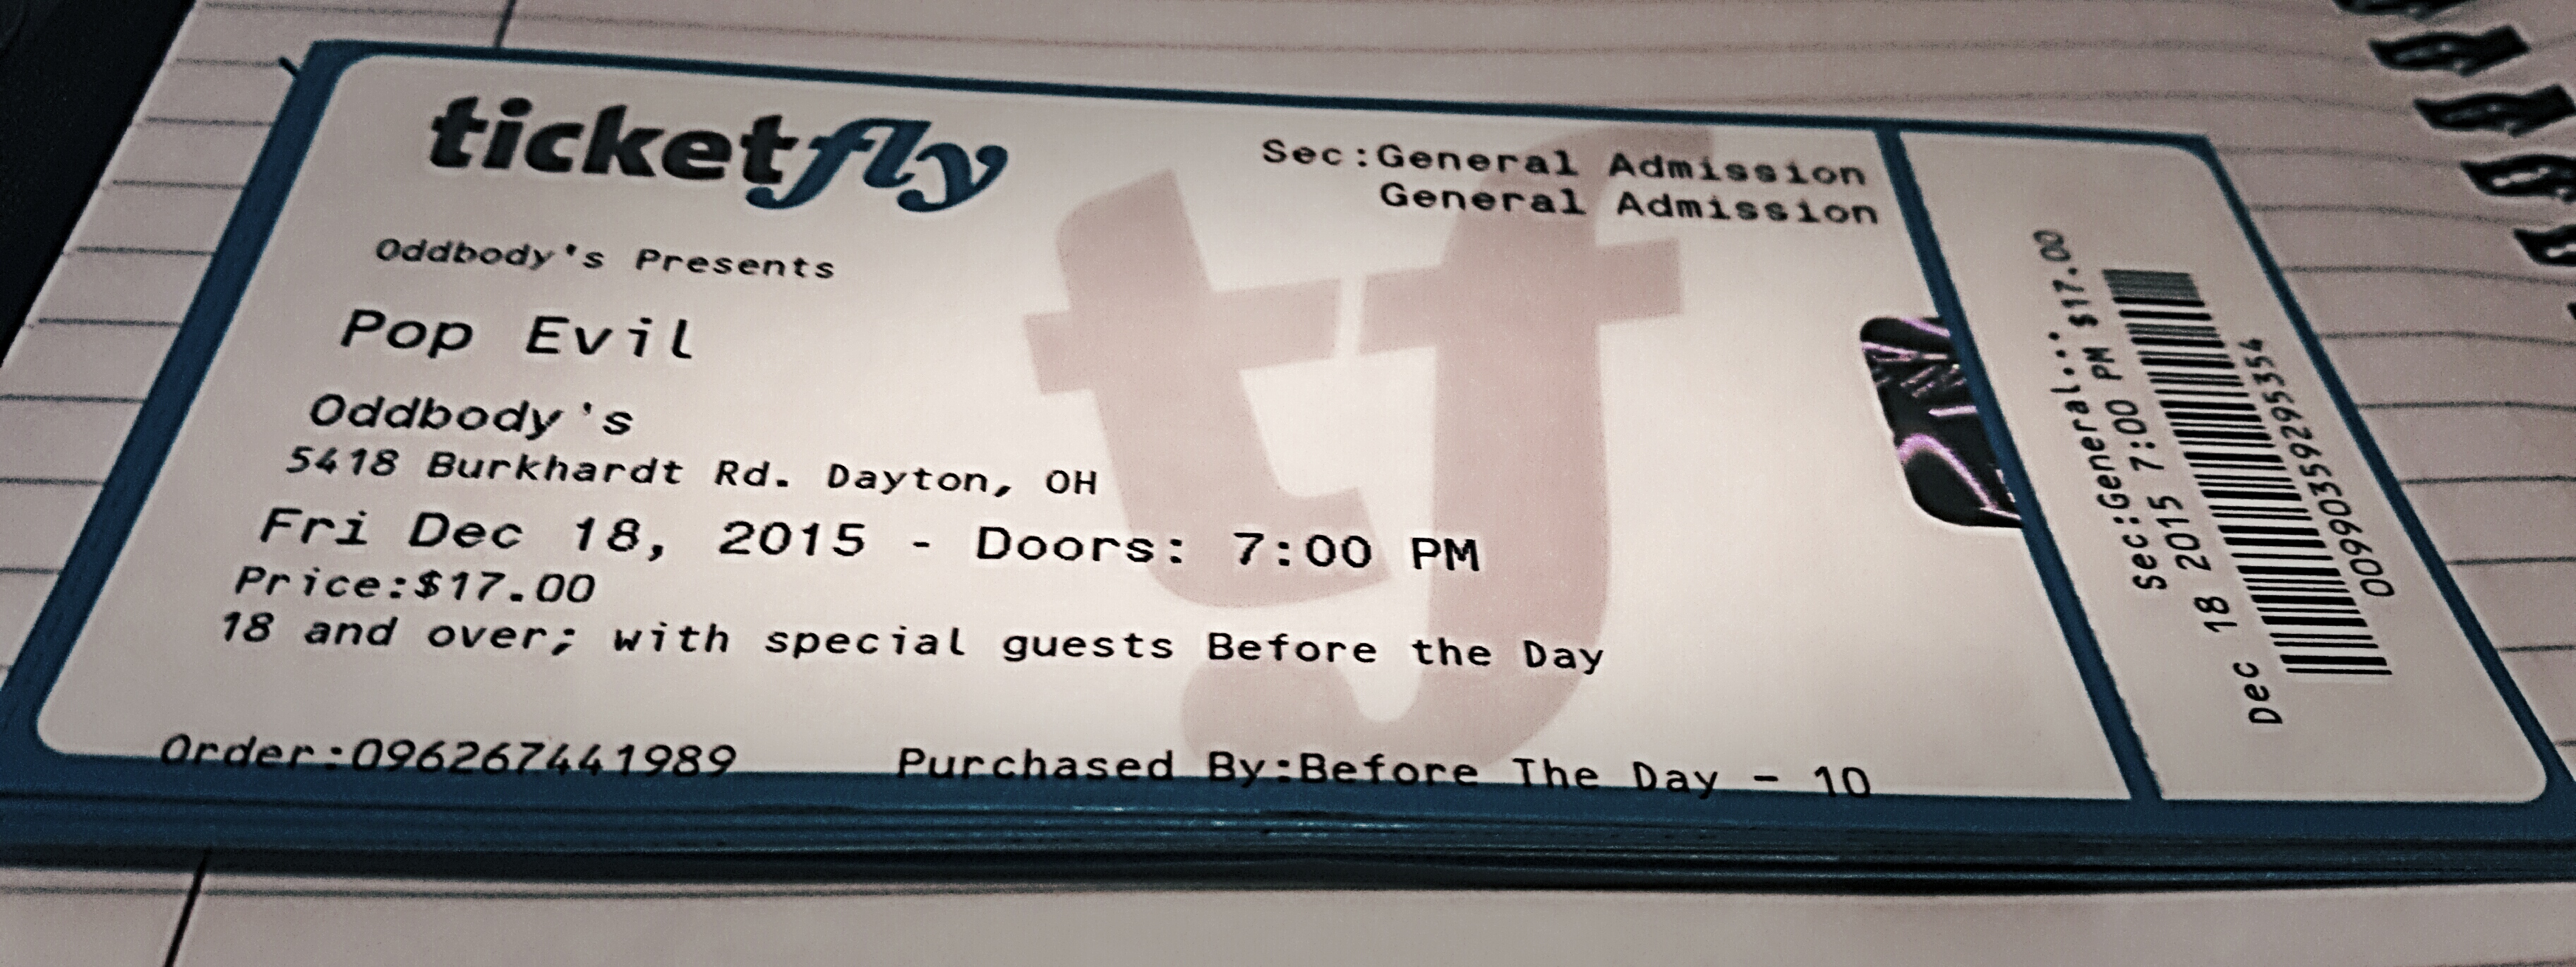 ticketfly
Sec:General Admission
General Admission
Oddbody's Presents
Pop Evil
Oddbody's
5418 Burkhardt Rd. Dayton, OH
Fri Dec 18, 2015 - Doors: 7:00 PM
Price:$17.00
18 and over; with special guests Before the Day
Order:096267441989
Purchased By:Before The Day - 10
tf
Sec:General... $17.00
Dec 18 2015 7:00 PM
00990359295354